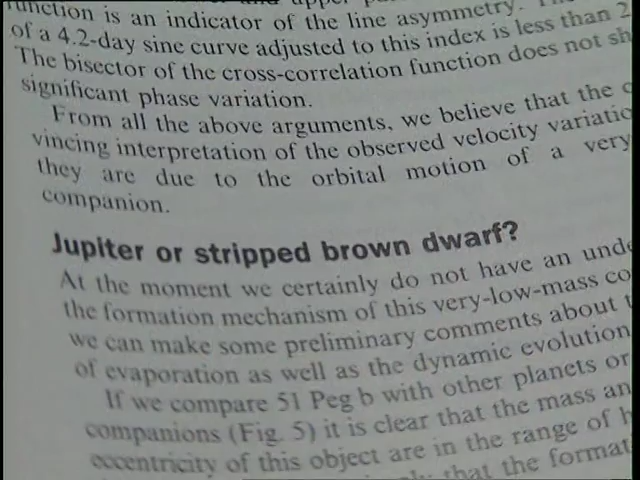 function is an indicator of the line asymmetry.
of a 4.2-day sine curve adjusted to this index is less than 2
The bisector of the cross-correlation function does not sh
significant phase variation.
From all the above arguments, we believe that the c
vincing interpretation of the observed velocity variatio
they are due to the orbital motion of a very
companion.
Jupiter or stripped brown dwarf?
At the moment we certainly do not have an unde
the formation mechanism of this very-low-mass co
we can make some preliminary comments about t
of evaporation as well as the dynamic evolution
If we compare 51 Peg b with other planets or
companions (Fig. 5) it is clear that the mass an
eccentricity of this object are in the range of
that the format